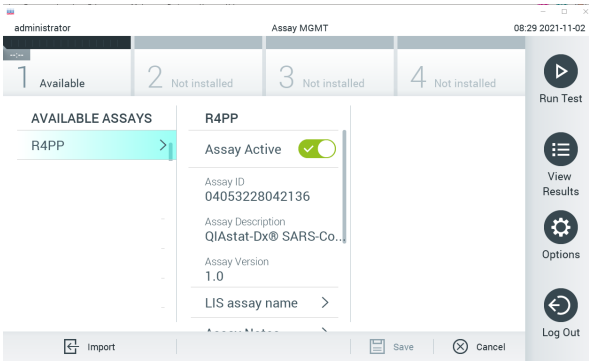 administrator
Assay MGMT
08:29 2021-11-02
--:--
1 Available
2 Not installed
3 Not installed
4 Not installed
Run Test
AVAILABLE ASSAYS
R4PP
R4PP
Assay Active
Assay ID
04053228042136
Assay Description
QIAstat-Dx® SARS-Co...
Assay Version
1.0
LIS assay name
Assay Notes
View
Results
Options
Log Out
Import
Save
Cancel